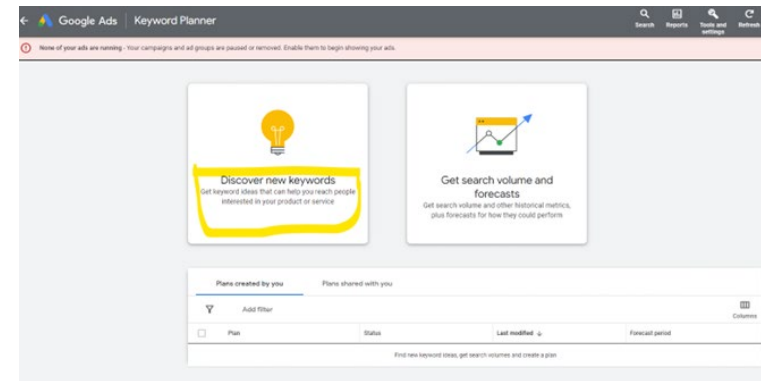 Google Ads | Keyword Planner
Search Reports Tools and settings Refresh
None of your ads are running - Your campaigns and ad groups are paused or removed. Enable them to begin showing your ads.
Discover new keywords
Get keyword ideas that can help you reach people
interested in your product or service
Get search volume and
forecasts
Get search volume and other historical metrics,
plus forecasts for how they could perform
Plans created by you Plans shared with you
Add filter
Columns
Plan Status Last modified Forecast period
Find new keyword ideas, get search volumes and create a plan